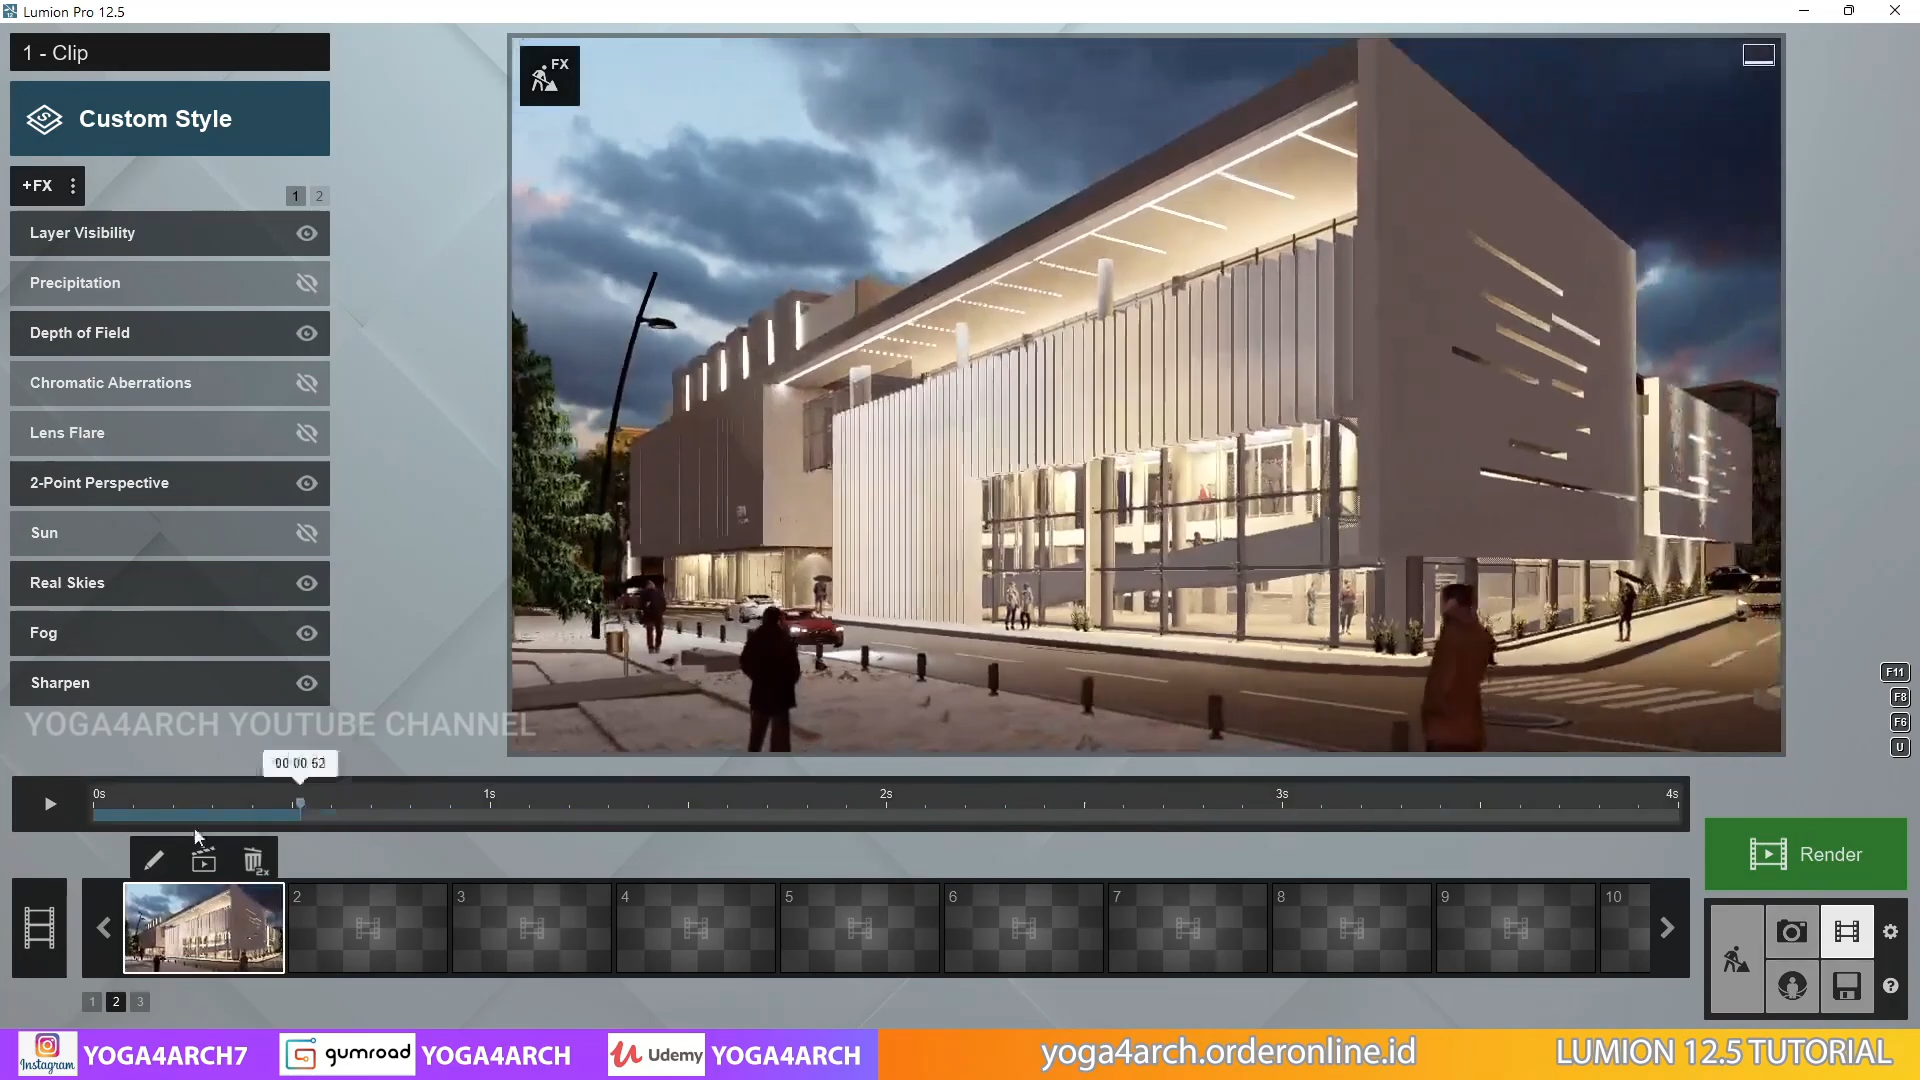 Lumion Pro 12.5
1 - Clip
Custom Style
+FX
1 2
Layer Visibility
Precipitation
Depth of Field
Chromatic Aberrations
Lens Flare
2-Point Perspective
Sun
Real Skies
Fog
Sharpen
FX
YOGA4ARCH YOUTUBE CHANNEL
F11
F8
F6
U
0s 1s 2s 3s 4s
2x
2 3 4 5 6 7 8 9 10
Render
1 2 3
Instagram YOGA4ARCH7 gumroad YOGA4ARCH Udemy YOGA4ARCH yoga4arch.orderonline.id LUMION 12.5 TUTORIAL